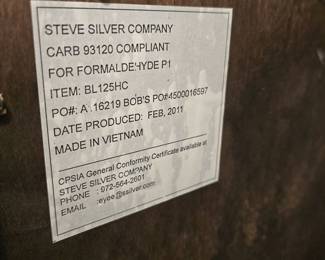 STEVE SILVER COMPANY
CARB 93120 COMPLIANT
FOR FORMALDEHYDE P1
ITEM: BL125HC
PO#: A 16219 BOB'S PO#4500016597
DATE PRODUCED: FEB, 2011
MADE IN VIETNAM
CPSIA General Conformity Certificate available at
STEVE SILVER COMPANY
PHONE : 972-564-2601
EMAIL :eyee@ssilver.com